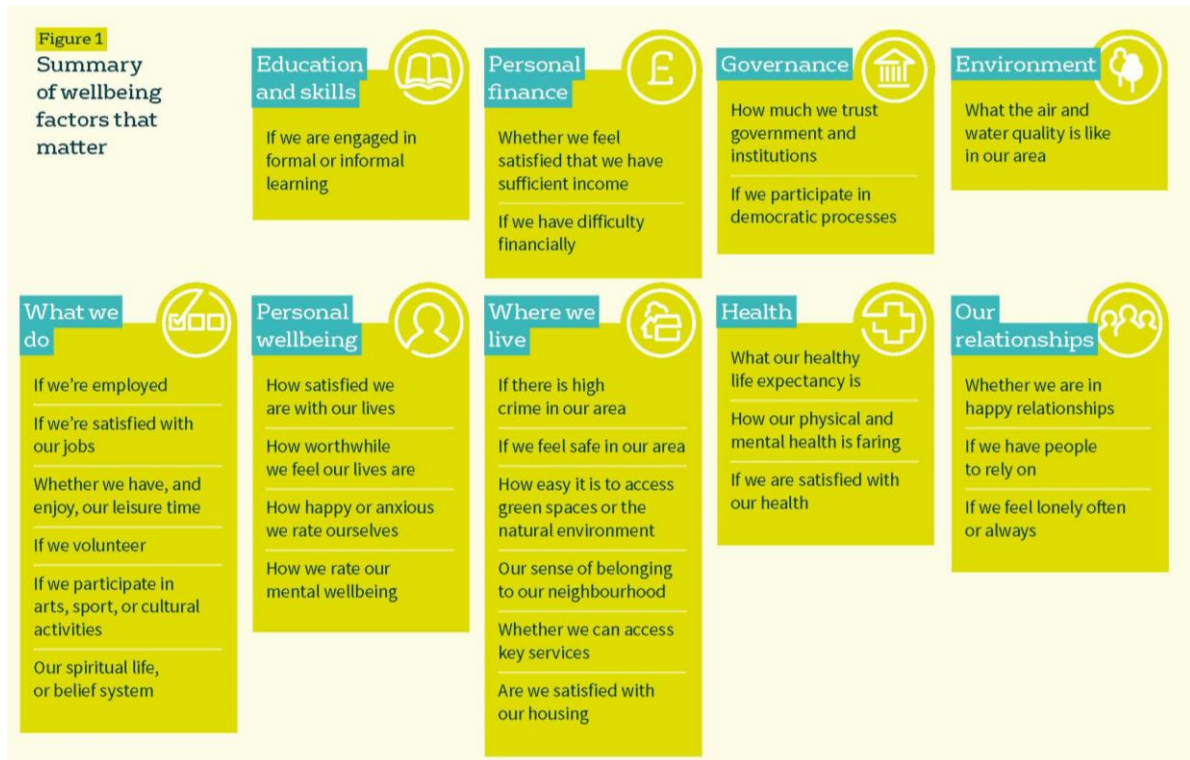 Figure 1
Summary
of wellbeing
factors that
matter
Education
and skills
If we are engaged in
formal or informal
learning
Personal
finance
£
Whether we feel
satisfied that we have
sufficient income
If we have difficulty
financially
Governance
How much we trust
government and
institutions
If we participate in
democratic processes
Environment
What the air and
water quality is like
in our area
What we
do
If we’re employed
If we’re satisfied with
our jobs
Whether we have, and
enjoy, our leisure time
If we volunteer
If we participate in
arts, sport, or cultural
activities
Our spiritual life,
or belief system
Personal
wellbeing
How satisfied we
are with our lives
How worthwhile
we feel our lives are
How happy or anxious
we rate ourselves
How we rate our
mental wellbeing
Where we
live
If there is high
crime in our area
If we feel safe in our area
How easy it is to access
green spaces or the
natural environment
Our sense of belonging
to our neighbourhood
Whether we can access
key services
Are we satisfied with
our housing
Health
What our healthy
life expectancy is
How our physical and
mental health is faring
If we are satisfied with
our health
Our
relationships
Whether we are in
happy relationships
If we have people
to rely on
If we feel lonely often
or always